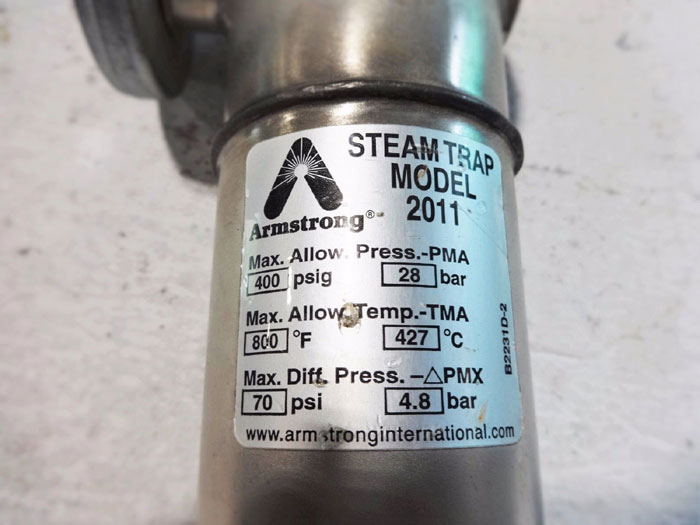 STEAM TRAP
MODEL
2011
Armstrong®
Max. Allow. Press.-PMA
400 psig 28 bar
Max. Allow. Temp.-TMA
800 °F 427 °C
Max. Diff. Press. –△PMX
70 psi 4.8 bar
www.armstronginternational.com
B2231D-2